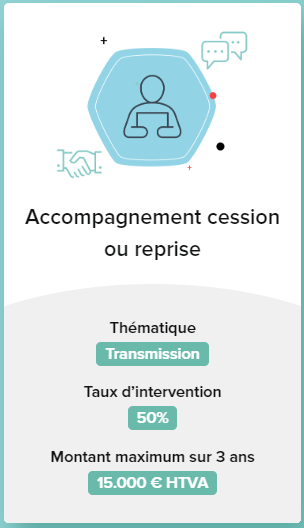 Accompagnement cession
ou reprise
Thématique
Transmission
Taux d'intervention
50%
Montant maximum sur 3 ans
15.000 € HTVA